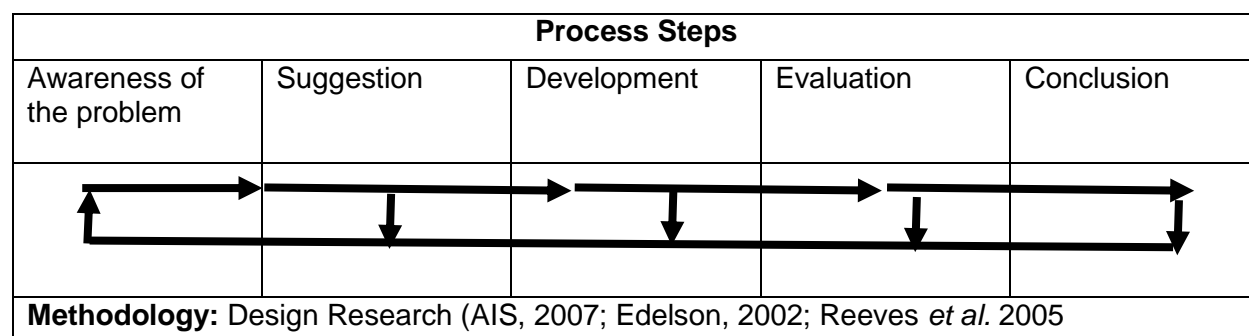 Process Steps
Awareness of the problem
Suggestion
Development
Evaluation
Conclusion
Methodology: Design Research (AIS, 2007; Edelson, 2002; Reeves et al. 2005